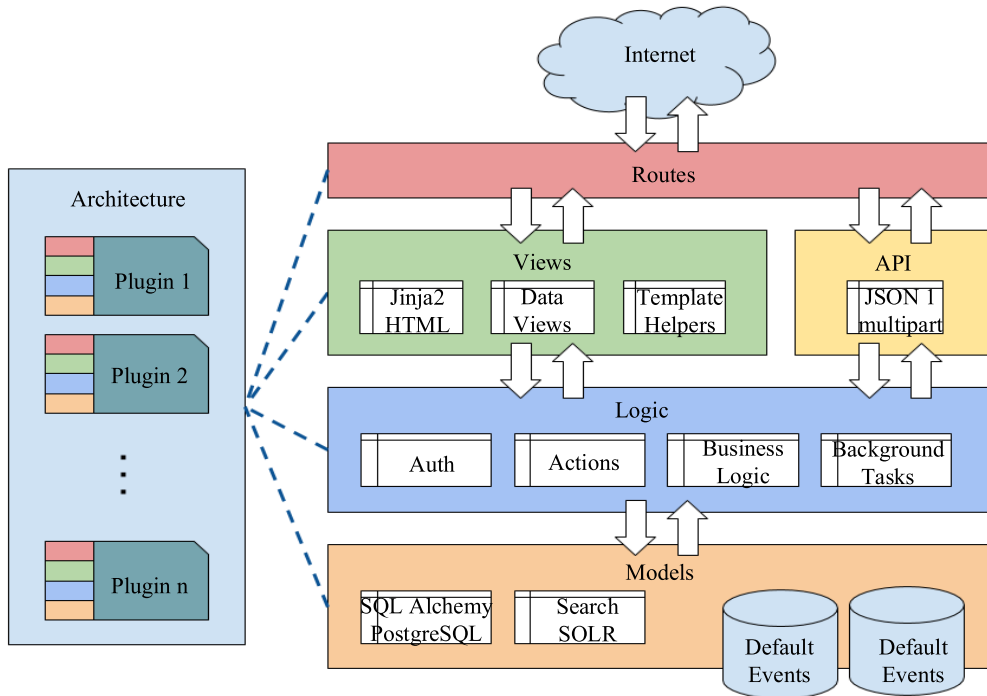 Internet
Routes
Architecture
Plugin 1
Plugin 2
Plugin n
Views
Jinja2
HTML
Data
Views
Template
Helpers
API
JSON 1
multipart
Logic
Auth
Actions
Business
Logic
Background
Tasks
Models
SQL Alchemy
PostgreSQL
Search
SOLR
Default
Events
Default
Events